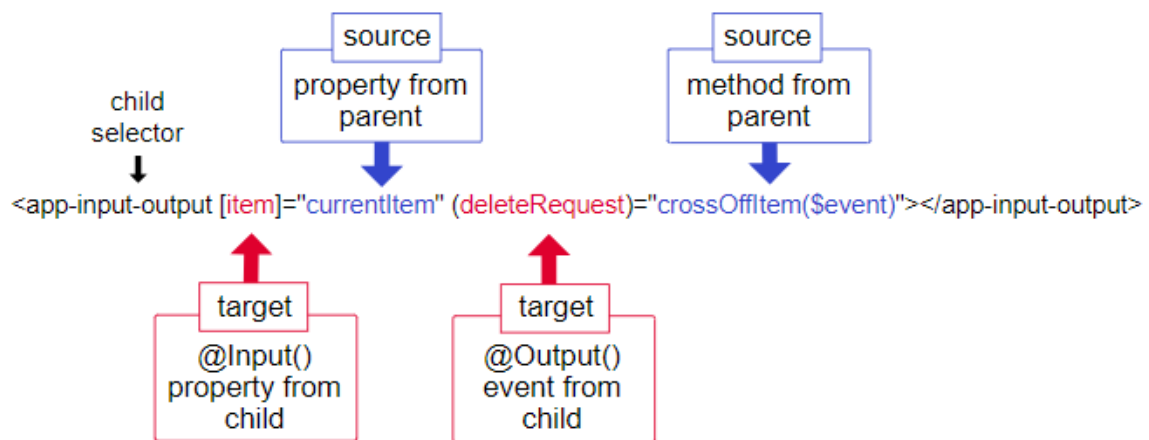 source
property from
parent
source
method from
parent
child
selector
<app-input-output [item]="currentItem" (deleteRequest)="crossOffItem($event)"></app-input-output>
target
@Input()
property from
child
target
@Output()
event from
child